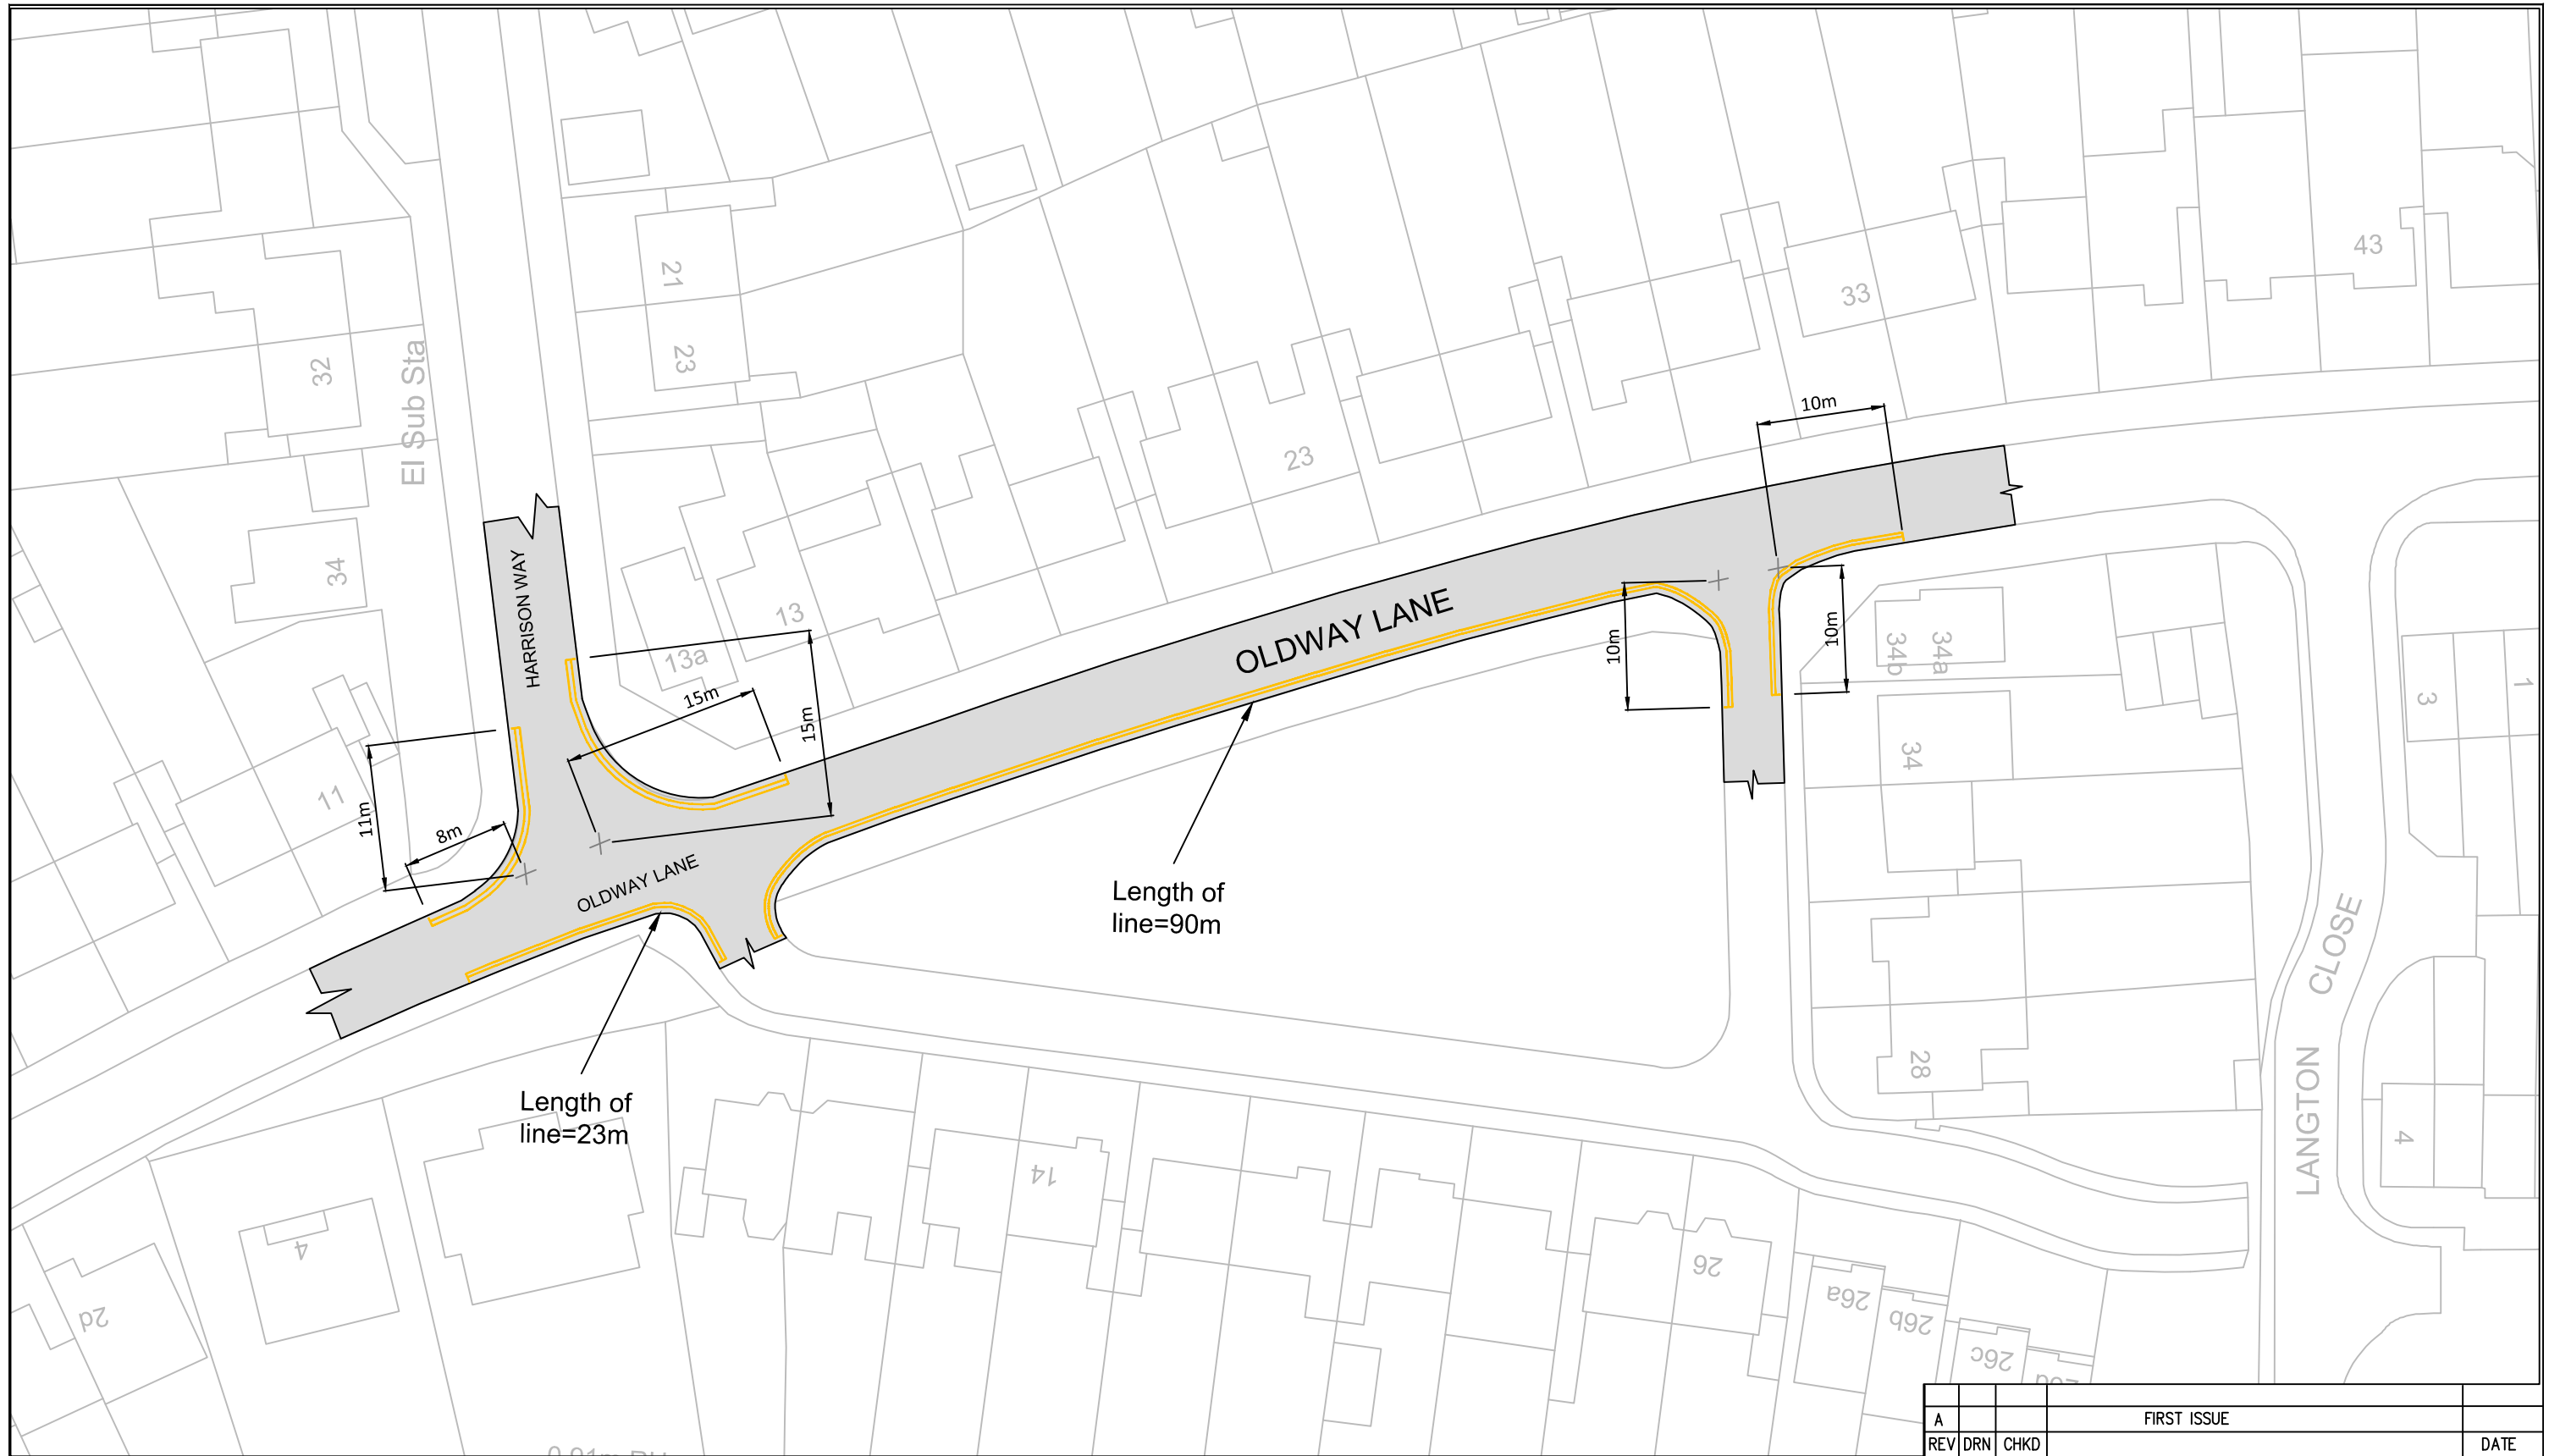 43
21
33
23
32
El Sub Sta
10m
23
34
HARRISON WAY
13
OLDWAY LANE
10m
10m
34b
34a
13a
15m
15m
3
1
34
11
11m
8m
OLDWAY LANE
Length of
line=90m
CLOSE
LANGTON
28
Length of
line=23m
4
14
4
2d
26
26a
26b
26c
A
FIRST ISSUE
REV
DRN
CHKD
DATE